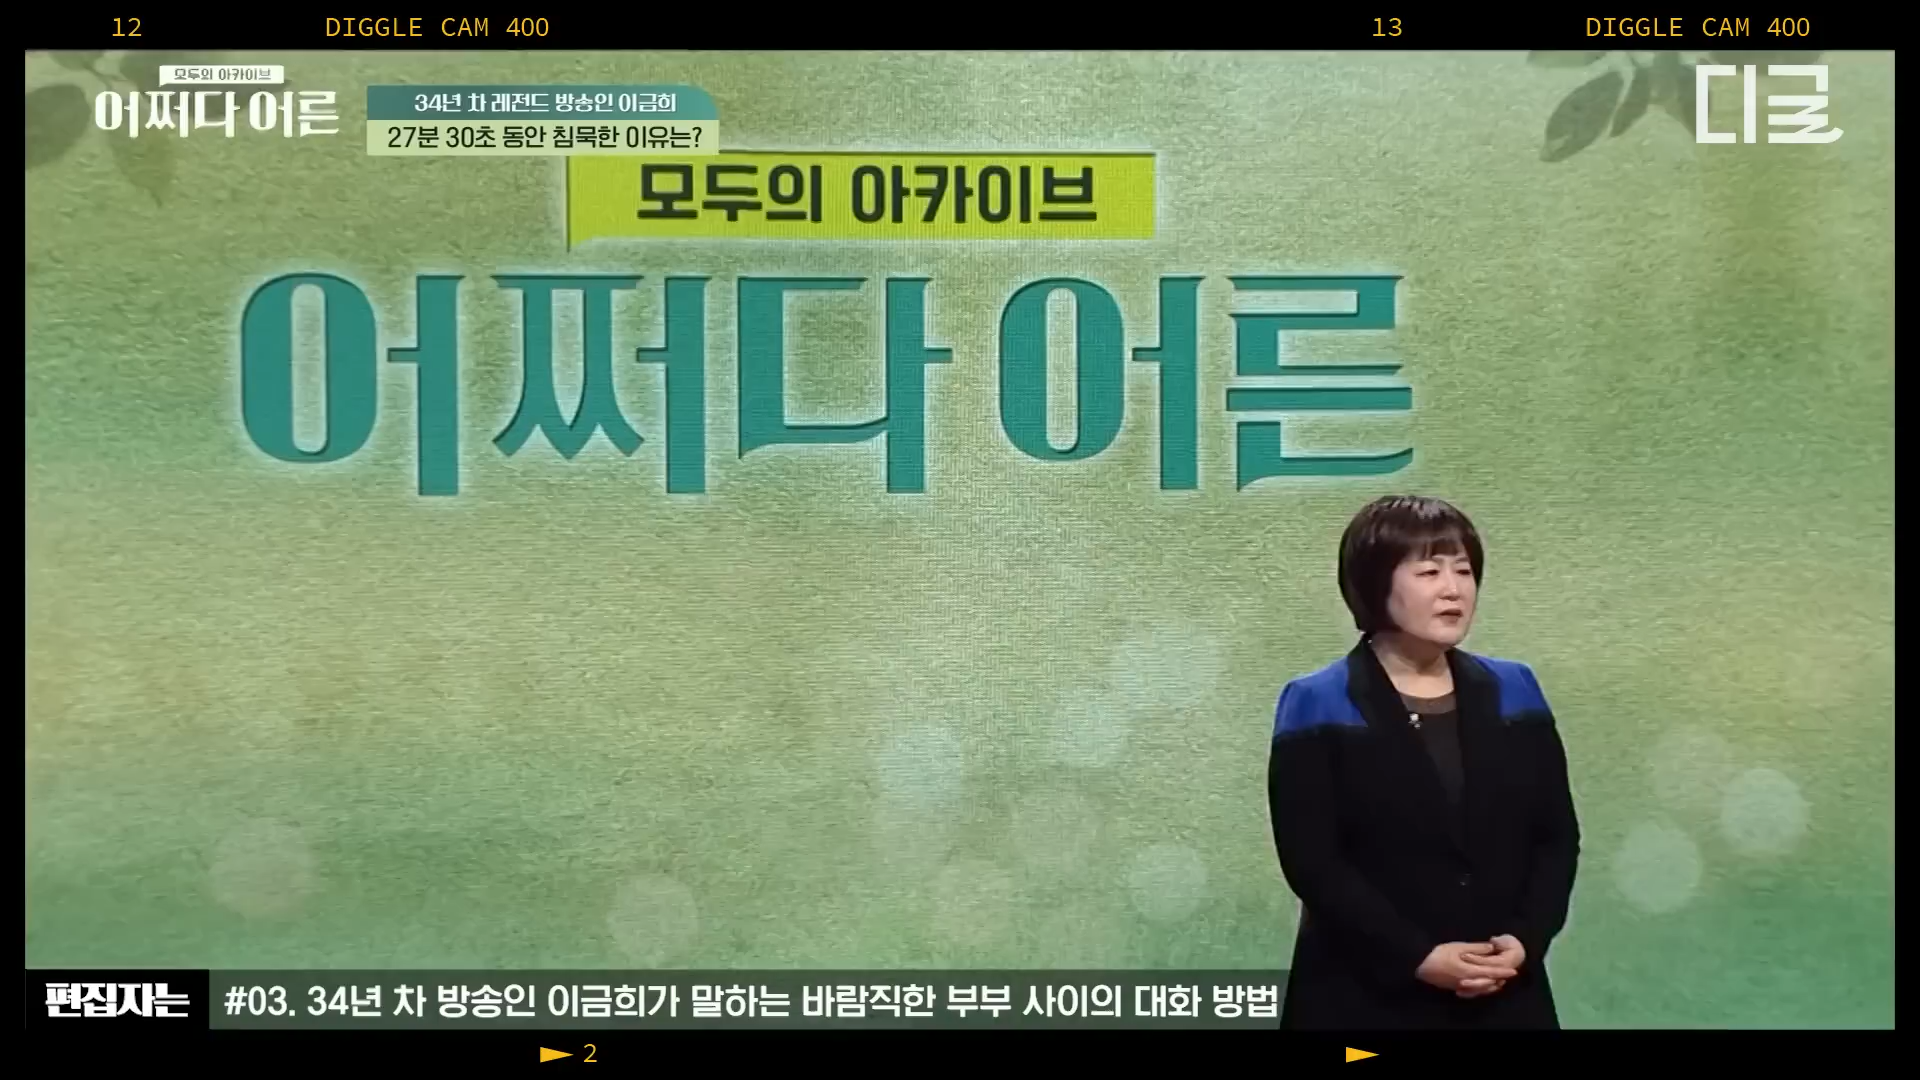 12 DIGGLE CAM 400 13 DIGGLE CAM 400
모두의 아카이브
어쩌다 어른
34년 차 레전드 방송인 이금희
27분 30초 동안 침묵한 이유는?
디글
모두의 아카이브
어쩌다 어른
편집자는 #03. 34년 차 방송인 이금희가 말하는 바람직한 부부 사이의 대화 방법
2